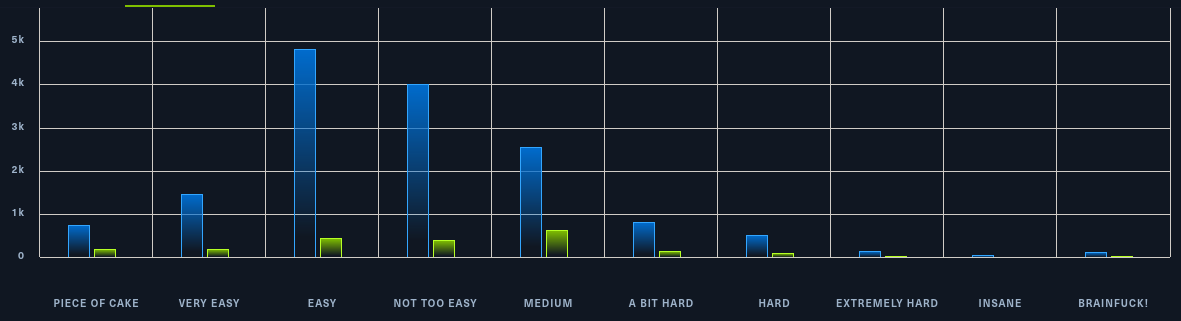 5k
4k
3k
2k
1k
0
PIECE OF CAKE VERY EASY EASY NOT TOO EASY MEDIUM A BIT HARD HARD EXTREMELY HARD INSANE BRAINFUCK!